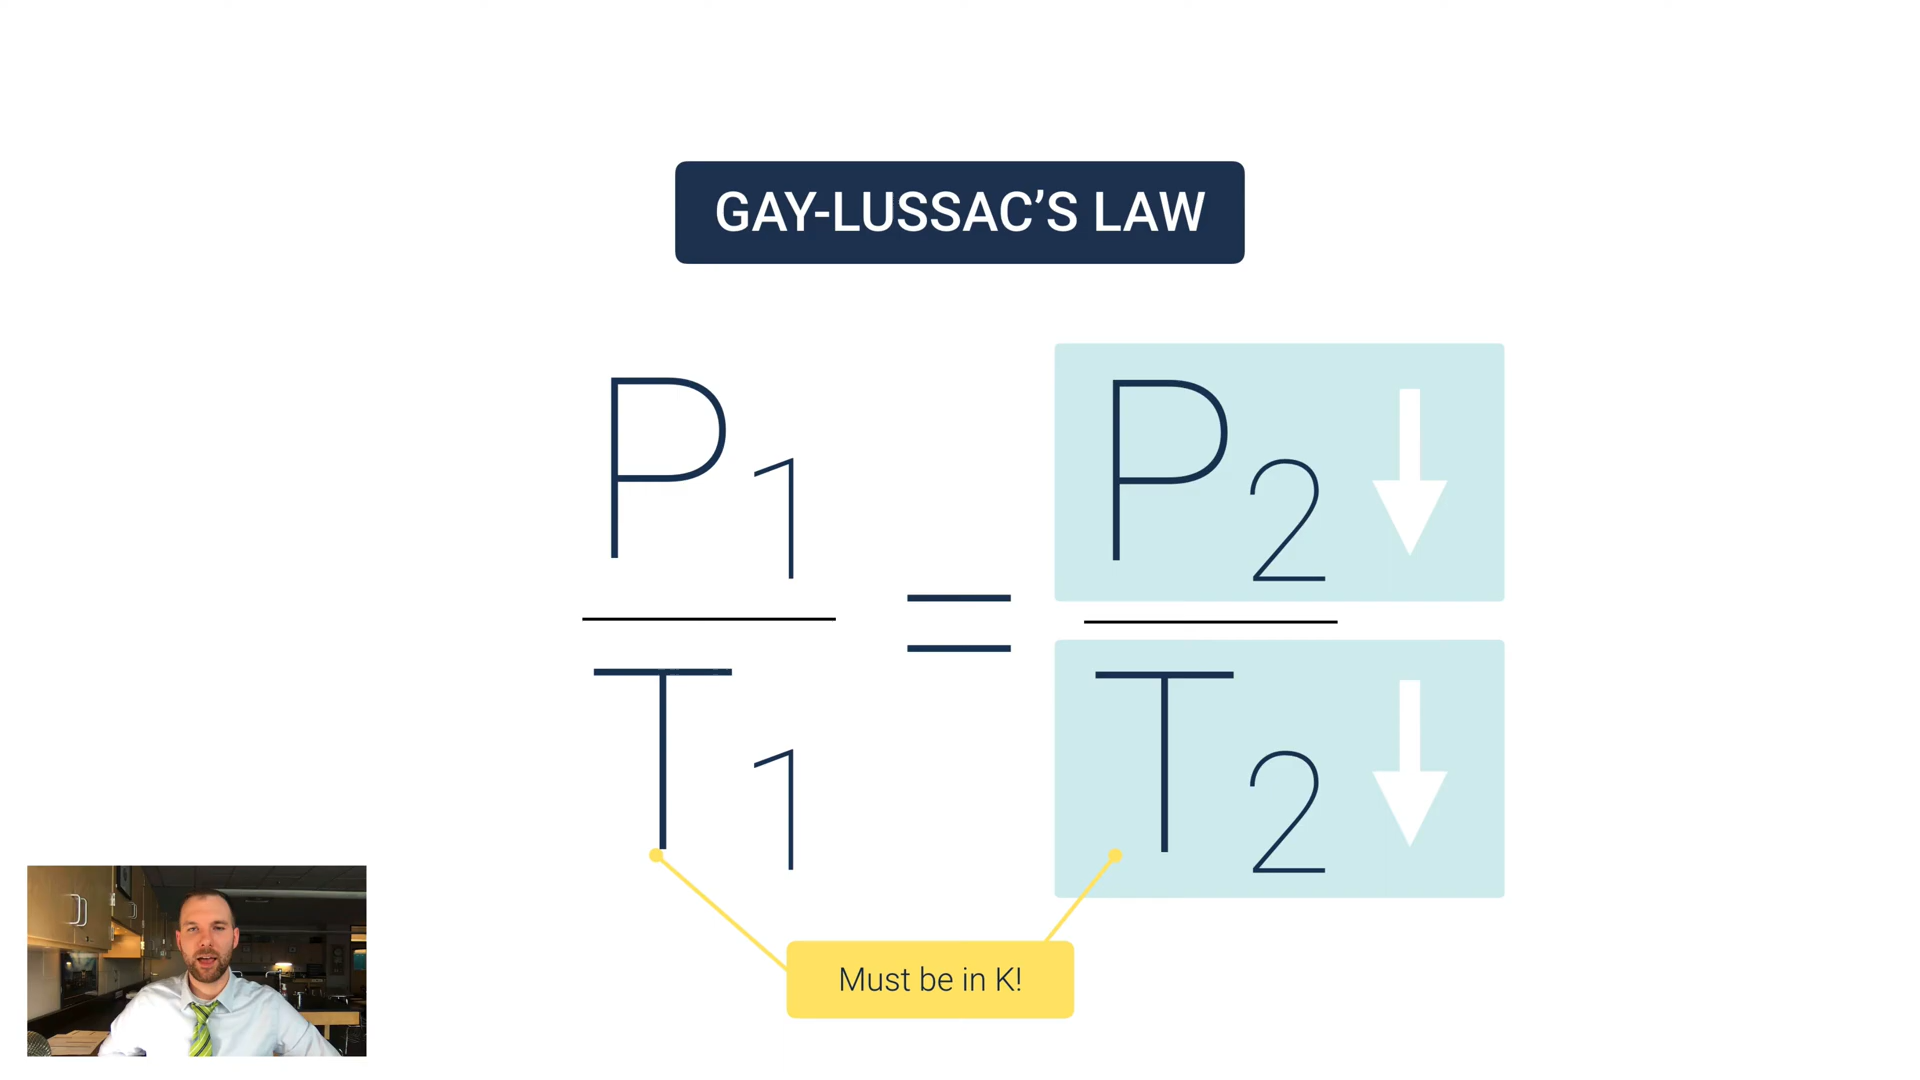 GAY-LUSSAC’S LAW
P1 = P2
T1 T2
Must be in K!